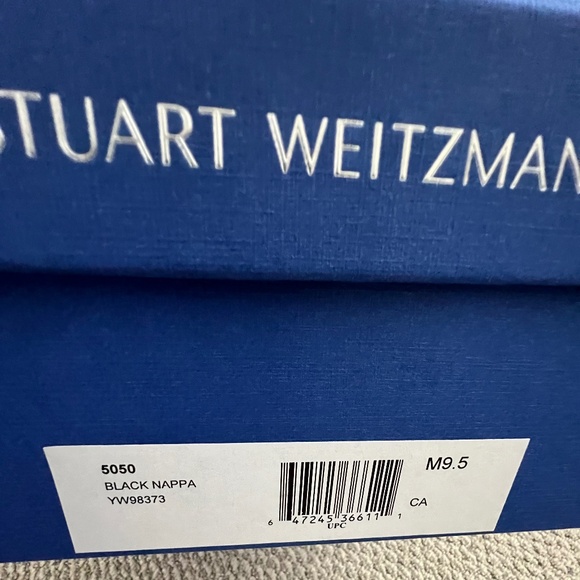 STUART WEITZMAN
5050
BLACK NAPPA
YW98373
M9.5
CA
6 47245 36611 1
UPC